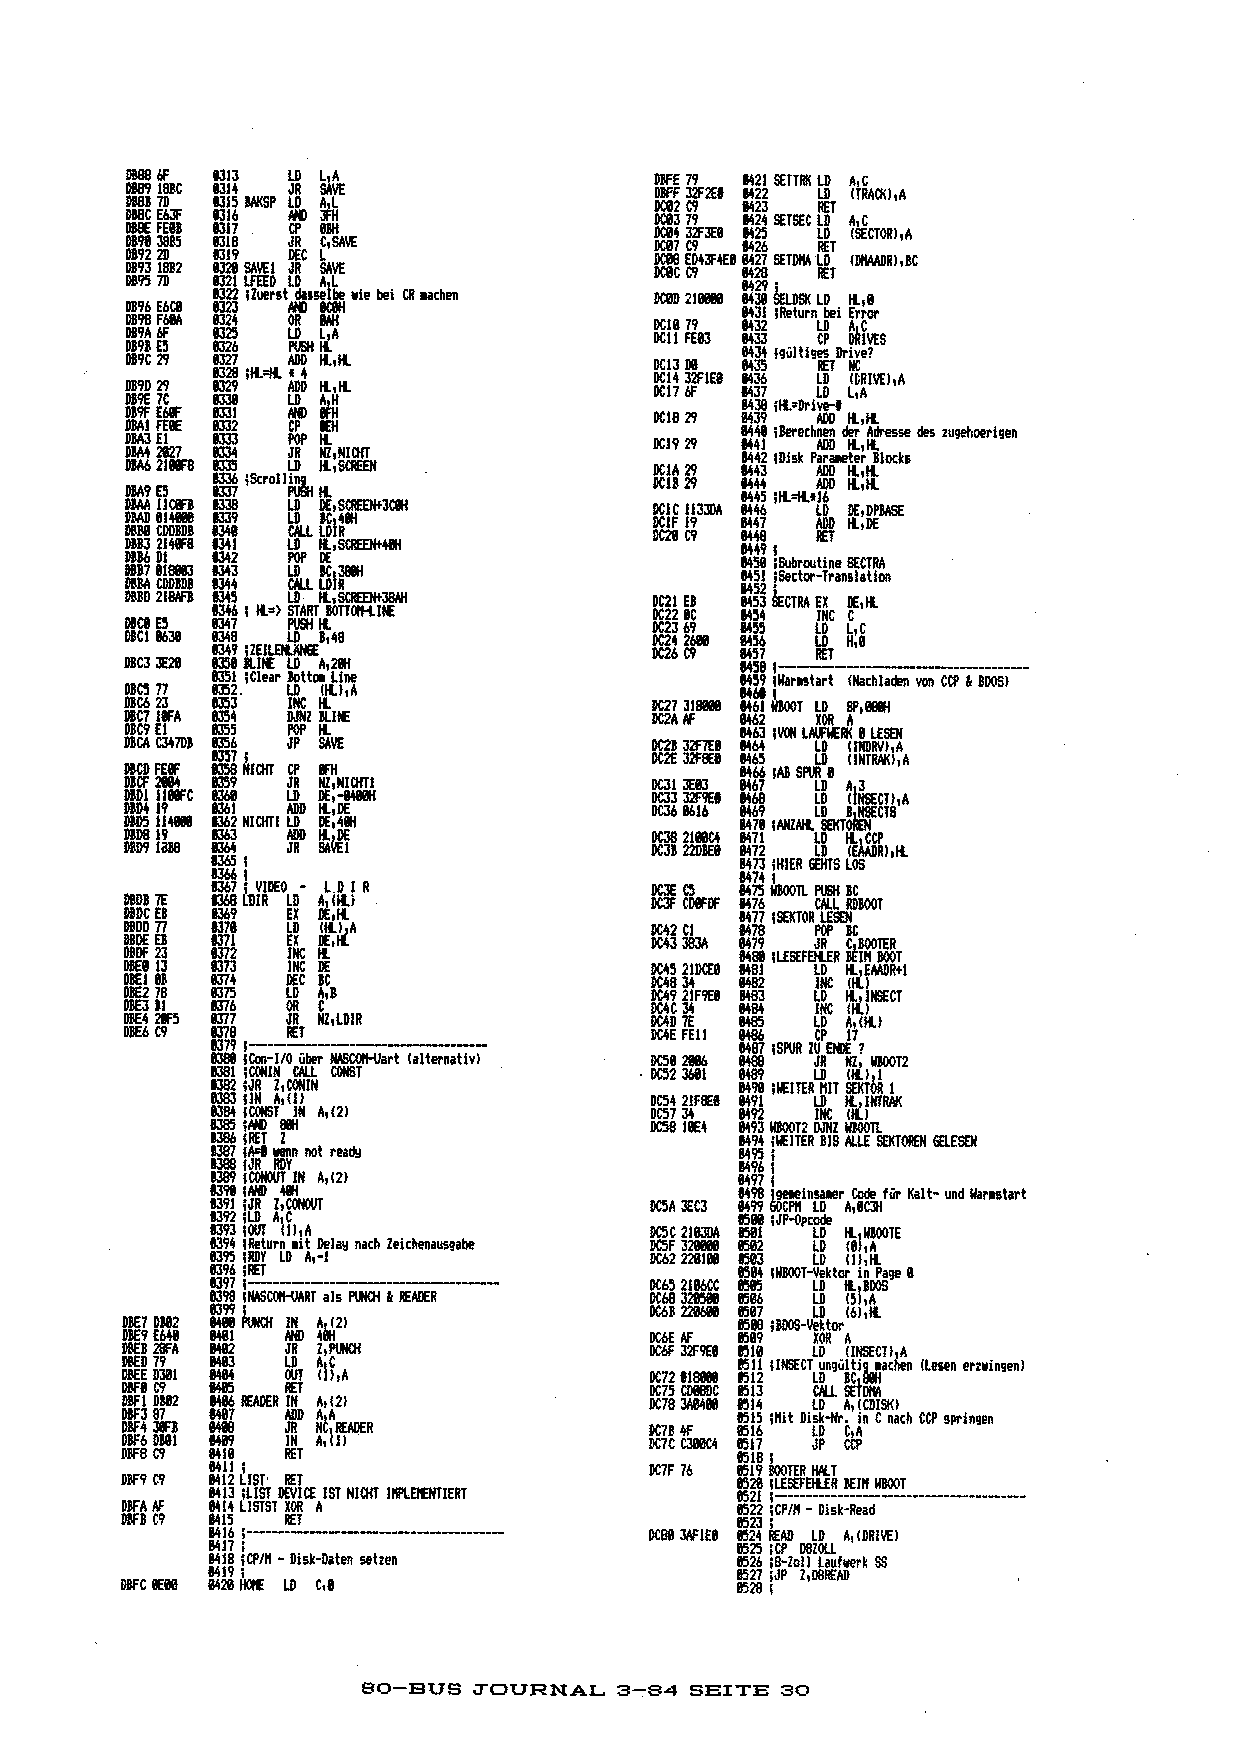 DB88 6F 0313 LD L,A
DB89 18BC 0314 JR SAVE
DB8B 7D 0315 BAKSP LD A,L
DB8C E63F 0316 AND 3FH
DB8E FE0B 0317 CP 0BH
DB90 38B5 0318 JR C,SAVE
DB92 2D 0319 DEC L
DB93 18B2 0320 SAVE1 JR SAVE
DB95 7D 0321 LFEED LD A,L
0322 ;Zuerst dasselbe wie bei CR machen
DB96 E6C0 0323 AND 0C0H
DB98 F60A 0324 OR 0AH
DB9A 6F 0325 LD L,A
DB9B E5 0326 PUSH HL
DB9C 29 0327 ADD HL,HL
0328 ;HL=HL * 4
DB9D 29 0329 ADD HL,HL
DB9E 7C 0330 LD A,H
DB9F E60F 0331 AND 0FH
DBA1 FE0E 0332 CP 0EH
DBA3 E1 0333 POP HL
DBA4 2027 0334 JR NZ,NICHT
DBA6 2100F8 0335 LD HL,SCREEN
0336 ;Scrolling
DBA9 E5 0337 PUSH HL
DBAA 11C0FB 0338 LD DE,SCREEN+3C0H
DBAD 014000 0339 LD BC,40H
DBB0 CDDBDB 0340 CALL LDIR
DBB3 2140F8 0341 LD HL,SCREEN+40H
DBB6 D1 0342 POP DE
DBB7 018003 0343 LD BC,380H
DBBA CDDBDB 0344 CALL LDIR
DBBD 218AFB 0345 LD HL,SCREEN+38AH
0346 ; HL=> START BOTTOM-LINE
DBC0 E5 0347 PUSH HL
DBC1 0630 0348 LD B,48
0349 ;ZEILENLÄNGE
DBC3 3E20 0350 BLINE LD A,20H
0351 ;Clear Bottom Line
DBC5 77 0352 LD (HL),A
DBC6 23 0353 INC HL
DBC7 10FA 0354 DJNZ BLINE
DBC9 E1 0355 POP HL
DBCA C347DB 0356 JP SAVE
0357 ;
DBCD FE0F 0358 NICHT CP 0FH
DBCF 2004 0359 JR NZ,NICHT1
DBD1 1100FC 0360 LD DE,-0400H
DBD4 19 0361 ADD HL,DE
DBD5 114000 0362 NICHT1 LD DE,40H
DBD8 19 0363 ADD HL,DE
DBD9 18B8 0364 JR SAVE1
0365 ;
0366 ;
0367 ; VIDEO - L D I R
DBDB 7E 0368 LDIR LD A,(HL)
DBDC EB 0369 EX DE,HL
DBDD 77 0370 LD (HL),A
DBDE EB 0371 EX DE,HL
DBDF 23 0372 INC HL
DBE0 13 0373 INC DE
DBE1 0B 0374 DEC BC
DBE2 78 0375 LD A,B
DBE3 B1 0376 OR C
DBE4 20F5 0377 JR NZ,LDIR
DBE6 C9 0378 RET
0379 ;---------------------------------
0380 ;Con-I/O über NASCOM-Uart (alternativ)
0381 ;CONIN CALL CONST
0382 ;JR Z,CONIN
0383 ;IN A,(1)
0384 ;CONST IN A,(2)
0385 ;AND 80H
0386 ;RET Z
0387 ;A=0 wenn not ready
0388 ;JR RDY
0389 ;CONOUT IN A,(2)
0390 ;AND 40H
0391 ;JR Z,CONOUT
0392 ;LD A,C
0393 ;OUT (1),A
0394 ;Return mit Delay nach Zeichenausgabe
0395 ;RDY LD A,-1
0396 ;RET
0397 ;-----------------------------------
0398 ;NASCOM-UART als PUNCH & READER
0399 ;
DBE7 DB02 0400 PUNCH IN A,(2)
DBE9 E640 0401 AND 40H
DBEB 28FA 0402 JR Z,PUNCH
DBED 79 0403 LD A,C
DBEE D301 0404 OUT (1),A
DBF0 C9 0405 RET
DBF1 DB02 0406 READER IN A,(2)
DBF3 87 0407 ADD A,A
DBF4 30FB 0408 JR NC,READER
DBF6 DB01 0409 IN A,(1)
DBF8 C9 0410 RET
0411 ;
DBF9 C9 0412 LIST RET
0413 ;LIST DEVICE IST NICHT IMPLEMENTIERT
DBFA AF 0414 LISTST XOR A
DBFB C9 0415 RET
0416 ;-----------------------------------
0417 ;
0418 ;CP/M - Disk-Daten setzen
0419 ;
DBFC 0E00 0420 HOME LD C,0
DBFE 79 0421 SETTRK LD A,C
DBFF 32F2E0 0422 LD (TRACK),A
DC02 C9 0423 RET
DC03 79 0424 SETSEC LD A,C
DC04 32F3E0 0425 LD (SECTOR),A
DC07 C9 0426 RET
DC08 ED43F4E0 0427 SETDMA LD (DMAADR),BC
DC0C C9 0428 RET
0429 ;
DC0D 210000 0430 SELDSK LD HL,0
0431 ;Return bei Error
DC10 79 0432 LD A,C
DC11 FE03 0433 CP DRIVES
0434 ;gültiges Drive?
DC13 D0 0435 RET NC
DC14 32F1E0 0436 LD (DRIVE),A
DC17 6F 0437 LD L,A
0438 ;HL=Drive-#
DC18 29 0439 ADD HL,HL
0440 ;Berechnen der Adresse des zugehoerigen
DC19 29 0441 ADD HL,HL
0442 ;Disk Parameter Blocks
DC1A 29 0443 ADD HL,HL
DC1B 29 0444 ADD HL,HL
0445 ;HL=HL*16
DC1C 1133DA 0446 LD DE,DPBASE
DC1F 19 0447 ADD HL,DE
DC20 C9 0448 RET
0449 ;
0450 ;Subroutine SECTRA
0451 ;Sector-Translation
0452 ;
DC21 EB 0453 SECTRA EX DE,HL
DC22 0C 0454 INC C
DC23 69 0455 LD L,C
DC24 2600 0456 LD H,0
DC26 C9 0457 RET
0458 ;-----------------------------------
0459 ;Warmstart (Nachladen von CCP & BDOS)
0460 ;
DC27 318000 0461 WBOOT LD SP,080H
DC2A AF 0462 XOR A
0463 ;VON LAUFWERK 0 LESEN
DC2B 32F7E0 0464 LD (INDRV),A
DC2E 32F8E0 0465 LD (INTRAK),A
0466 ;AB SPUR 0
DC31 3E03 0467 LD A,3
DC33 32F9E0 0468 LD (INSECT),A
DC36 0616 0469 LD B,NSECTS
0470 ;ANZAHL SEKTOREN
DC38 2100C4 0471 LD HL,CCP
DC3B 22DBE0 0472 LD (EAADR),HL
0473 ;HIER GEHTS LOS
0474 ;
DC3E C5 0475 WBOOTL PUSH BC
DC3F CD0FDF 0476 CALL RDBOOT
0477 ;SEKTOR LESEN
DC42 C1 0478 POP BC
DC43 383A 0479 JR C,BOOTER
0480 ;LESEFEHLER BEIM BOOT
DC45 21DCE0 0481 LD HL,EAADR+1
DC48 34 0482 INC (HL)
DC49 21F9E0 0483 LD HL,INSECT
DC4C 34 0484 INC (HL)
DC4D 7E 0485 LD A,(HL)
DC4E FE11 0486 CP 17
0487 ;SPUR ZU ENDE ?
DC50 2006 0488 JR NZ, WBOOT2
DC52 3601 0489 LD (HL),1
0490 ;WEITER MIT SEKTOR 1
DC54 21F8E0 0491 LD HL,INTRAK
DC57 34 0492 INC (HL)
DC58 10E4 0493 WBOOT2 DJNZ WBOOTL
0494 ;WEITER BIS ALLE SEKTOREN GELESEN
0495 ;
0496 ;
0497 ;
0498 ;gemeinsamer Code für Kalt- und Warmstart
DC5A 3EC3 0499 GOCPM LD A,0C3H
0500 ;JP-Opcode
DC5C 2103DA 0501 LD HL,WBOOTE
DC5F 320000 0502 LD (0),A
DC62 220100 0503 LD (1),HL
0504 ;WBOOT-Vektor in Page 0
DC65 2106CC 0505 LD HL,BDOS
DC68 320500 0506 LD (5),A
DC6B 220600 0507 LD (6),HL
0508 ;BDOS-Vektor
DC6E AF 0509 XOR A
DC6F 32F9E0 0510 LD (INSECT),A
0511 ;INSECT ungültig machen (Lesen erzwingen)
DC72 018000 0512 LD BC,80H
DC75 CD08DC 0513 CALL SETDMA
DC78 3A0400 0514 LD A,(CDISK)
0515 ;Mit Disk-Nr. in C nach CCP springen
DC7B 4F 0516 LD C,A
DC7C C300C4 0517 JP CCP
0518 ;
DC7F 76 0519 BOOTER HALT
0520 ;LESEFEHLER BEIM WBOOT
0521 ;-----------------------------------
0522 ;CP/M - Disk-Read
0523 ;
DC80 3AF1E0 0524 READ LD A,(DRIVE)
0525 ;CP D8ZOLL
0526 ;8-Zoll Laufwerk SS
0527 ;JP Z,D8READ
0528 ;
80-BUS JOURNAL 3-84 SEITE 30